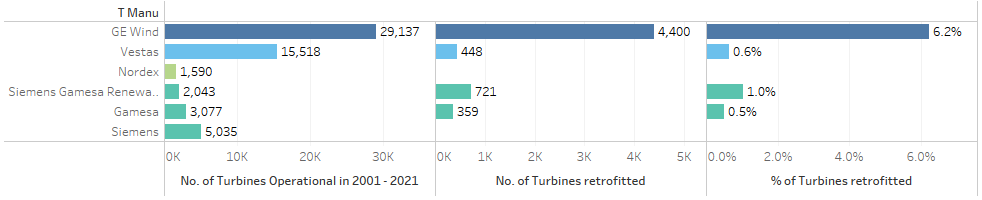 T Manu
GE Wind 29,137 4,400 6.2%
Vestas 15,518 448 0.6%
Nordex 1,590
Siemens Gamesa Renewa.. 2,043 721 1.0%
Gamesa 3,077 359 0.5%
Siemens 5,035
0K 10K 20K 30K 0K 1K 2K 3K 4K 5K 0.0% 2.0% 4.0% 6.0%
No. of Turbines Operational in 2001 - 2021 No. of Turbines retrofitted % of Turbines retrofitted